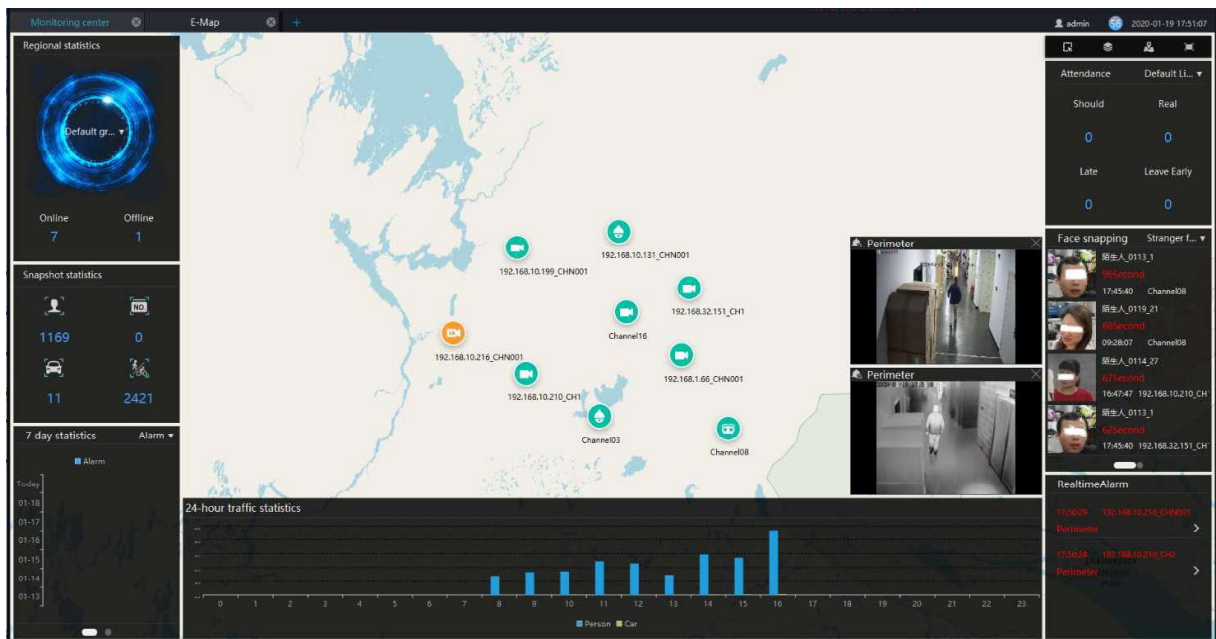 Monitoring center
E-Map
admin
56
2020-01-19 17:51:07
Regional statistics
Default gr...
Online
Offline
7
1
Snapshot statistics
NO
1169
0
11
2421
7 day statistics
Alarm
Alarm
Today
01-18
01-17
01-16
01-15
01-14
01-13
192.168.10.131_CHN001
192.168.10.199_CHN001
192.168.32.151_CH1
Channel16
192.168.10.216_CHN001
192.168.1.66_CHN001
192.168.10.210_CH1
Channel03
Channel08
Perimeter
Perimeter
24-hour traffic statistics
0 1 2 3 4 5 6 7 8 9 10 11 12 13 14 15 16 17 18 19 20 21 22 23
Person Car
Attendance
Default Li...
Should
Real
0
0
Late
Leave Early
0
0
Face snapping
Stranger f...
陌生人_0113_1
96Second
17:45:40 Channel08
陌生人_0119_21
09:28:07 Channel08
陌生人_0114_27
67Second
16:47:47 192.168.10.210_CH
陌生人_0113_1
67Second
17:45:40 192.168.32.151_CH
RealtimeAlarm
17:50:29 192.168.10.216_CHN001
Perimeter
17:50:28 192.168.10.210_CH2
Perimeter